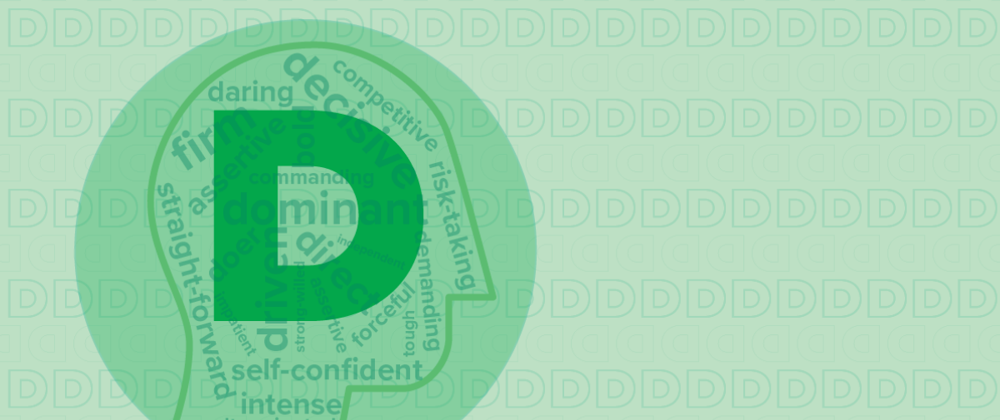 D D D D D D D D D D D D D D D D D D D D D D
decisive
competitive
daring
firm
assertive
bold
commanding
dominant
risk-taking
straight-forward
doer
driven
direct
independent
demanding
impatient
strong-willed
assertive
forceful
tough
self-confident
intense
D